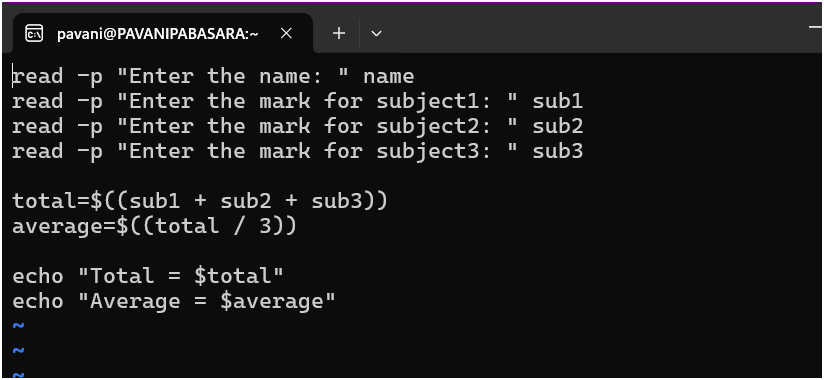 pavani@PAVANIPABASARA:~
read -p "Enter the name: " name
read -p "Enter the mark for subject1: " sub1
read -p "Enter the mark for subject2: " sub2
read -p "Enter the mark for subject3: " sub3
total=$((sub1 + sub2 + sub3))
average=$((total / 3))
echo "Total = $total"
echo "Average = $average"
~
~
~